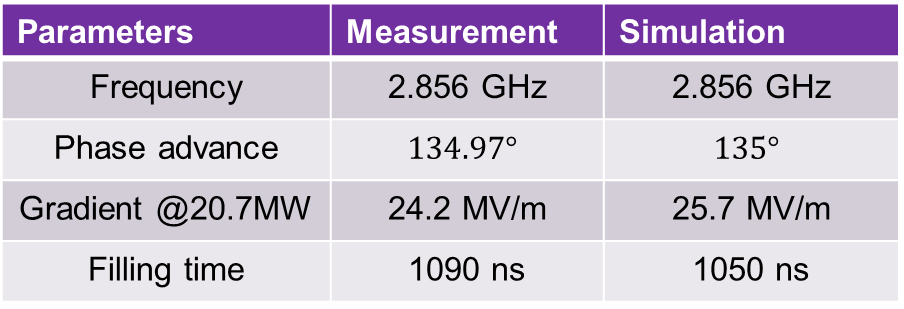 Parameters Measurement Simulation
Frequency 2.856 GHz 2.856 GHz
Phase advance 134.97° 135°
Gradient @20.7MW 24.2 MV/m 25.7 MV/m
Filling time 1090 ns 1050 ns